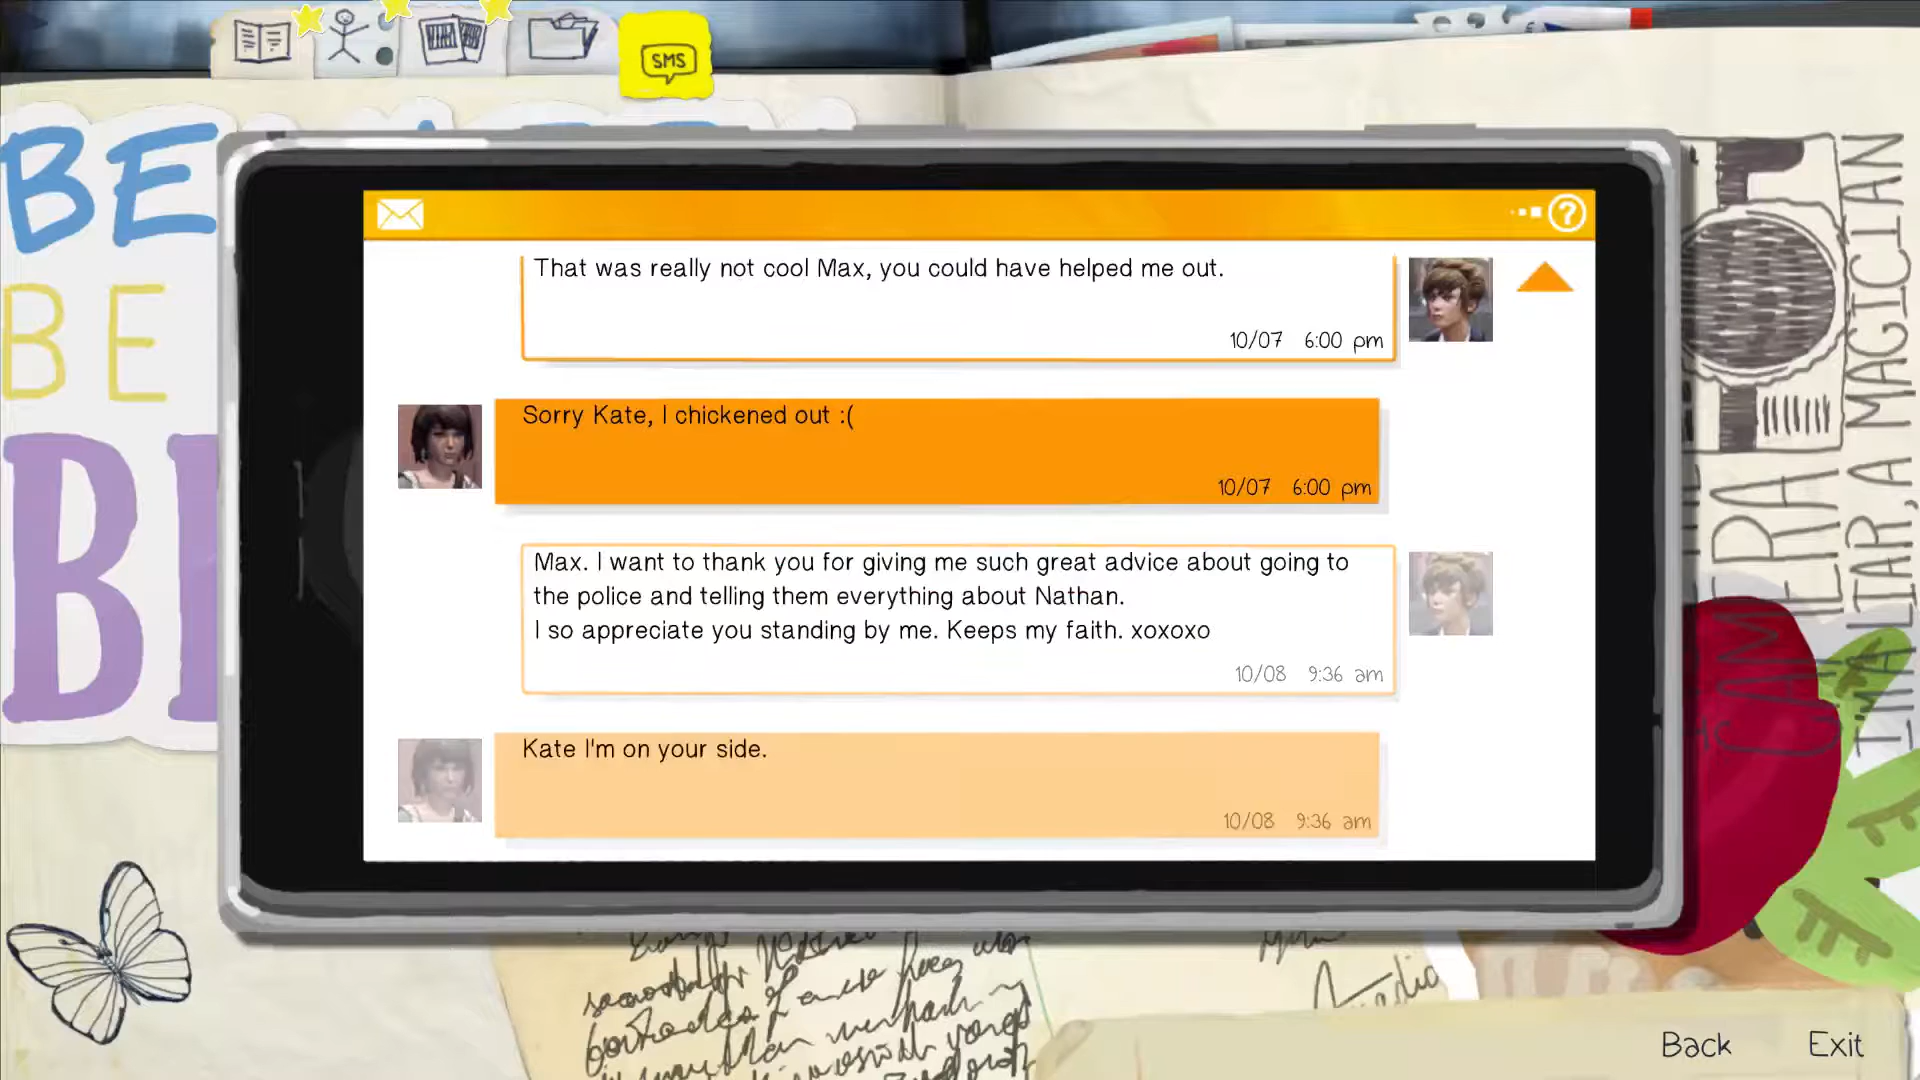 SMS
BE
BE
That was really not cool Max, you could have helped me out.
10/07 6:00 pm
Sorry Kate, I chickened out :(
10/07 6:00 pm
Max. I want to thank you for giving me such great advice about going to
the police and telling them everything about Nathan.
I so appreciate you standing by me. Keeps my faith. xoxoxo
10/08 9:36 am
Kate I'm on your side.
10/08 9:36 am
I AM
LIAR, A MAGICIAN
Back Exit